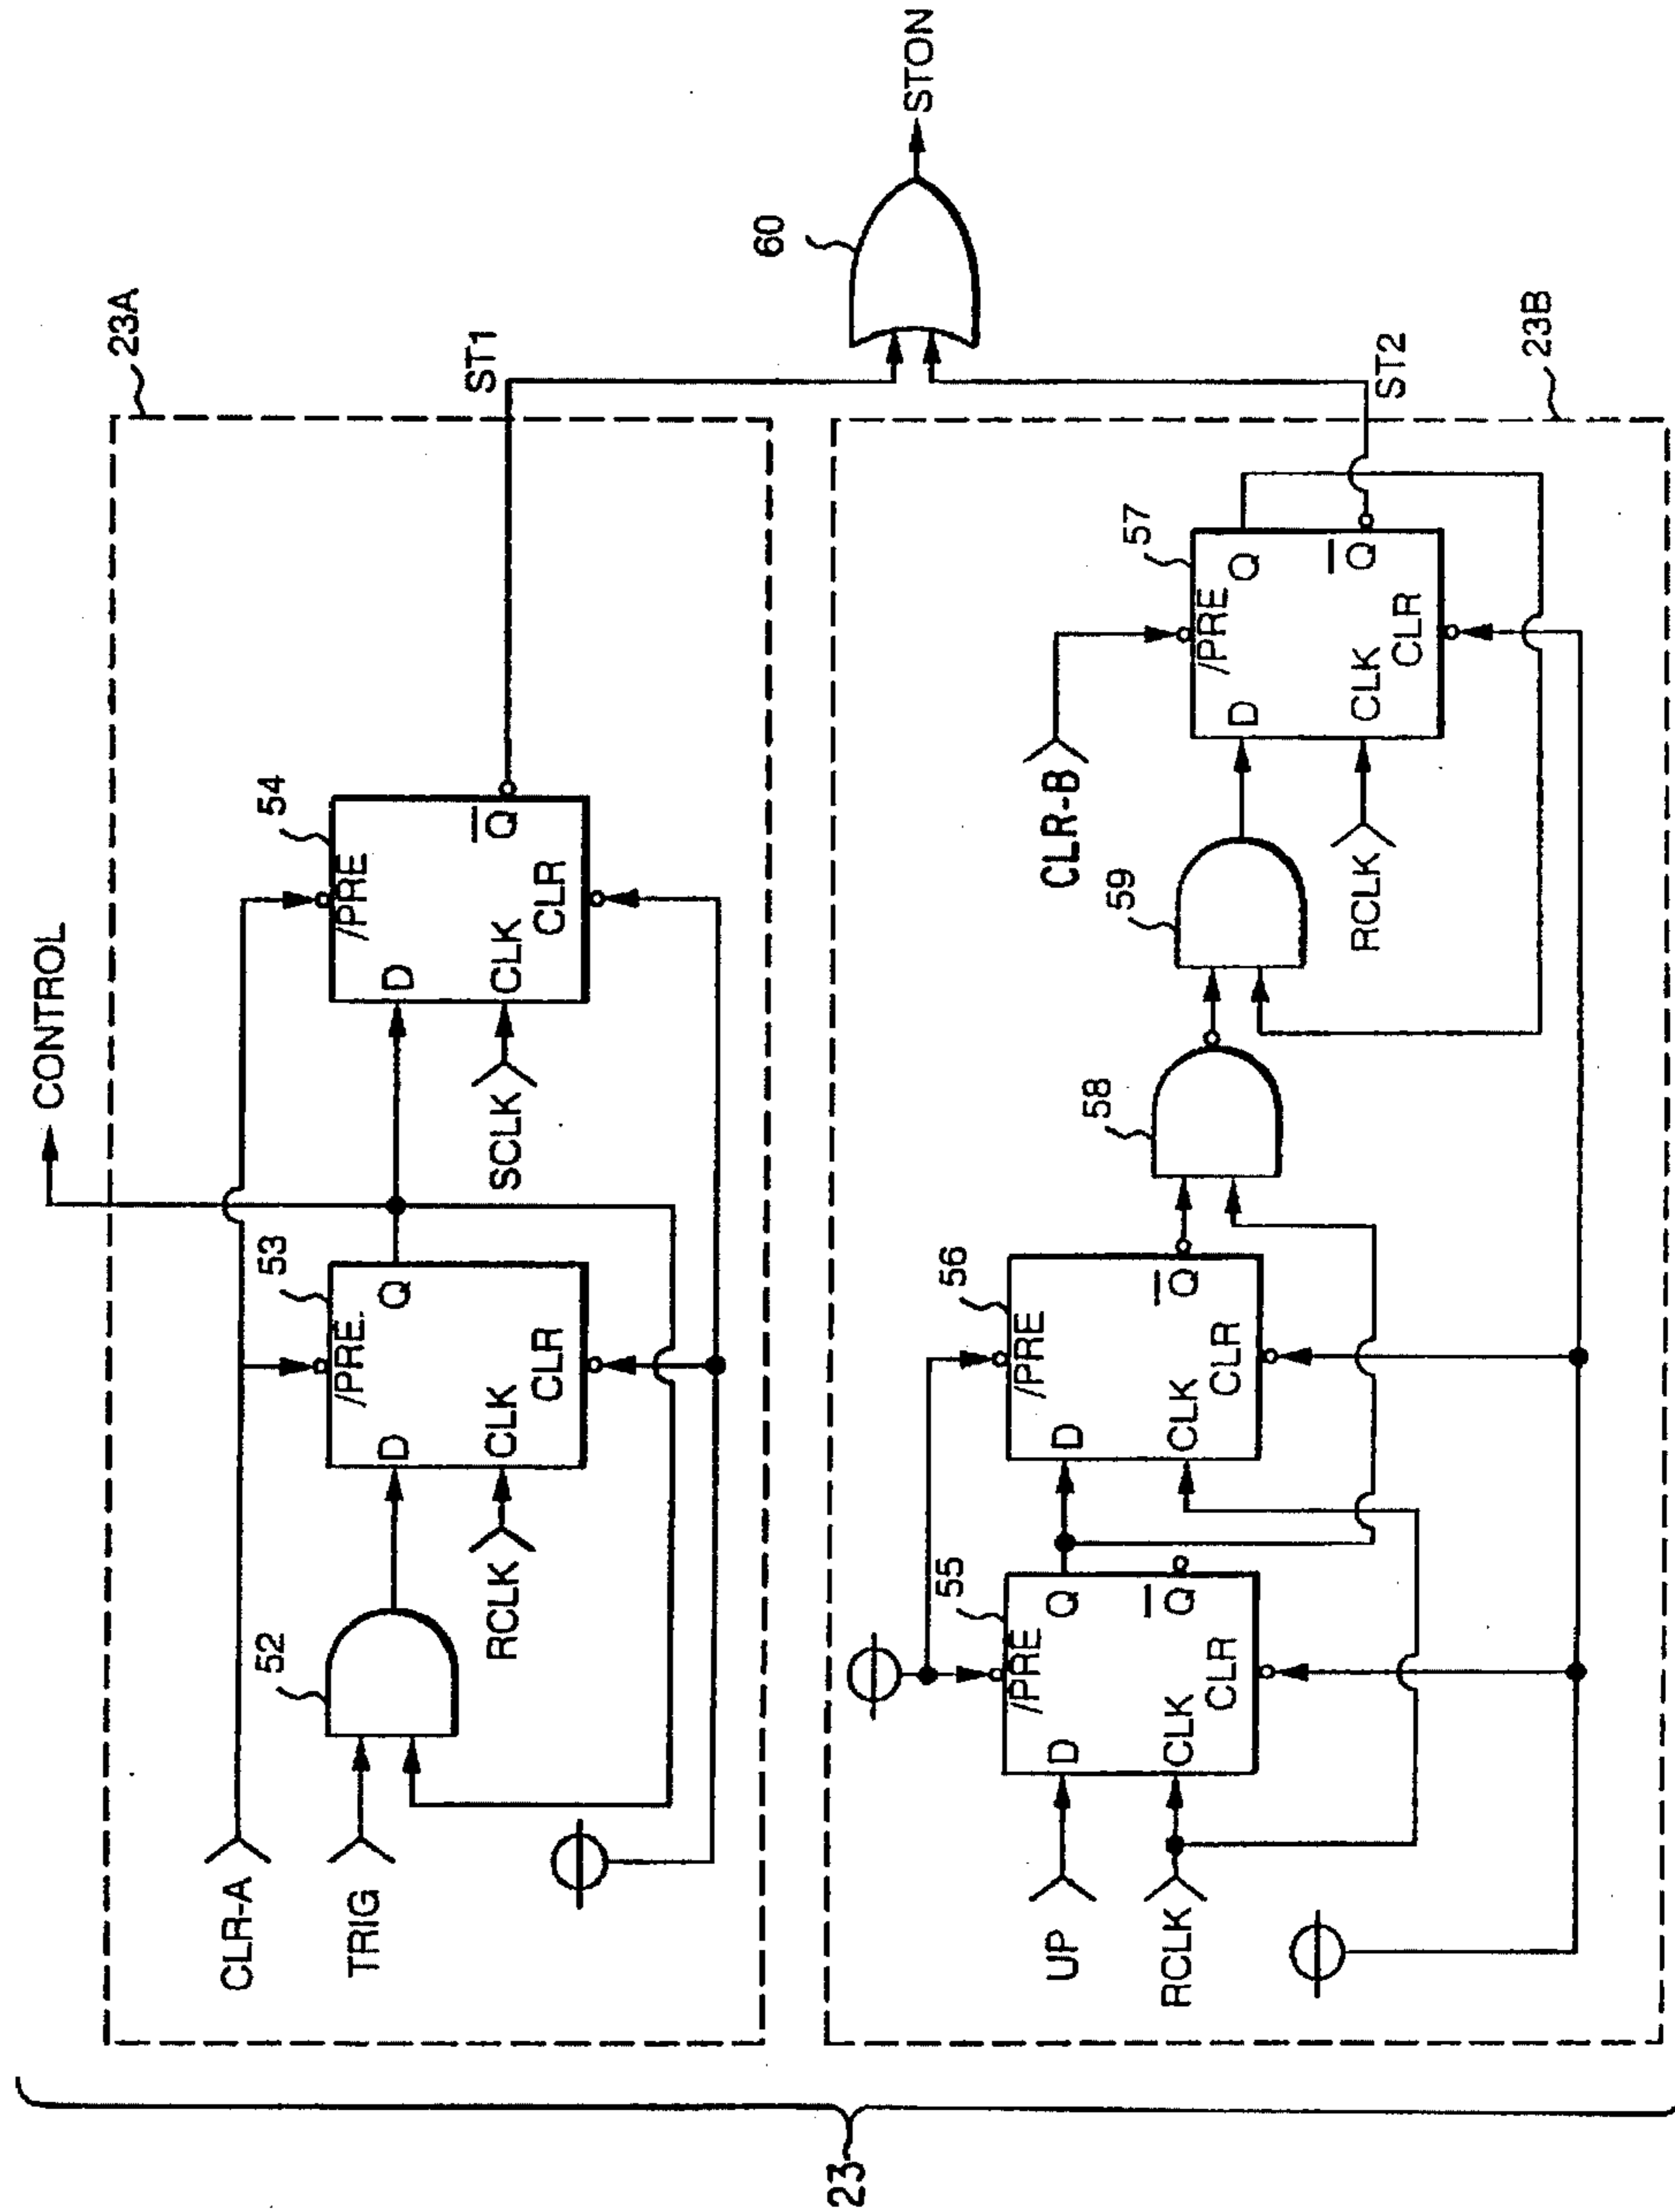 23
23A
CONTROL
CLR-A
TRIG
52
RCLK
53
/PRE
D
Q
CLK
CLR
SCLK
54
/PRE
D
Q
CLK
CLR
ST1
60
STON
23B
UP
RCLK
55
/PRE
D
Q
Q
CLK
CLR
56
/PRE
D
Q
CLK
CLR
58
59
CLR-B
RCLK
57
/PRE
D
Q
Q
CLK
CLR
ST2